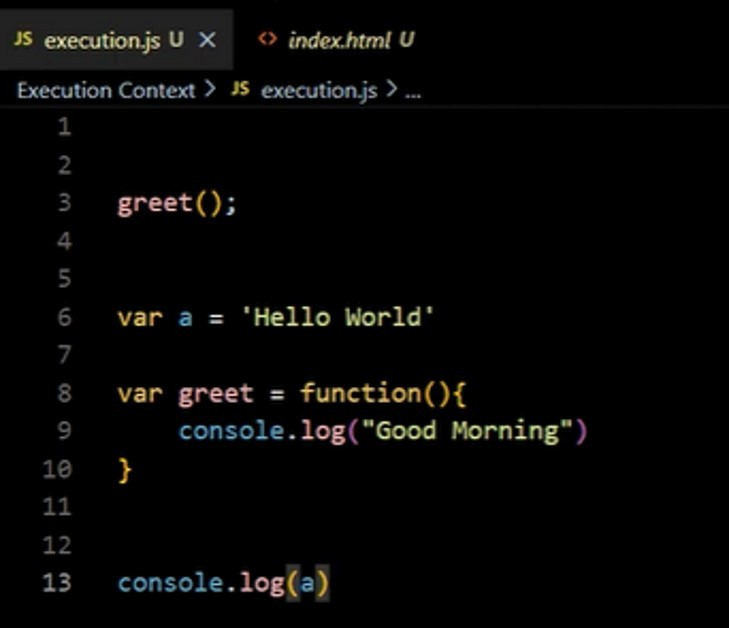 JS execution.js U ×
<> index.html U
Execution Context > JS execution.js > ...
1
2
3 greet();
4
5
6 var a = 'Hello World'
7
8 var greet = function(){
9     console.log("Good Morning")
10 }
11
12
13 console.log(a)